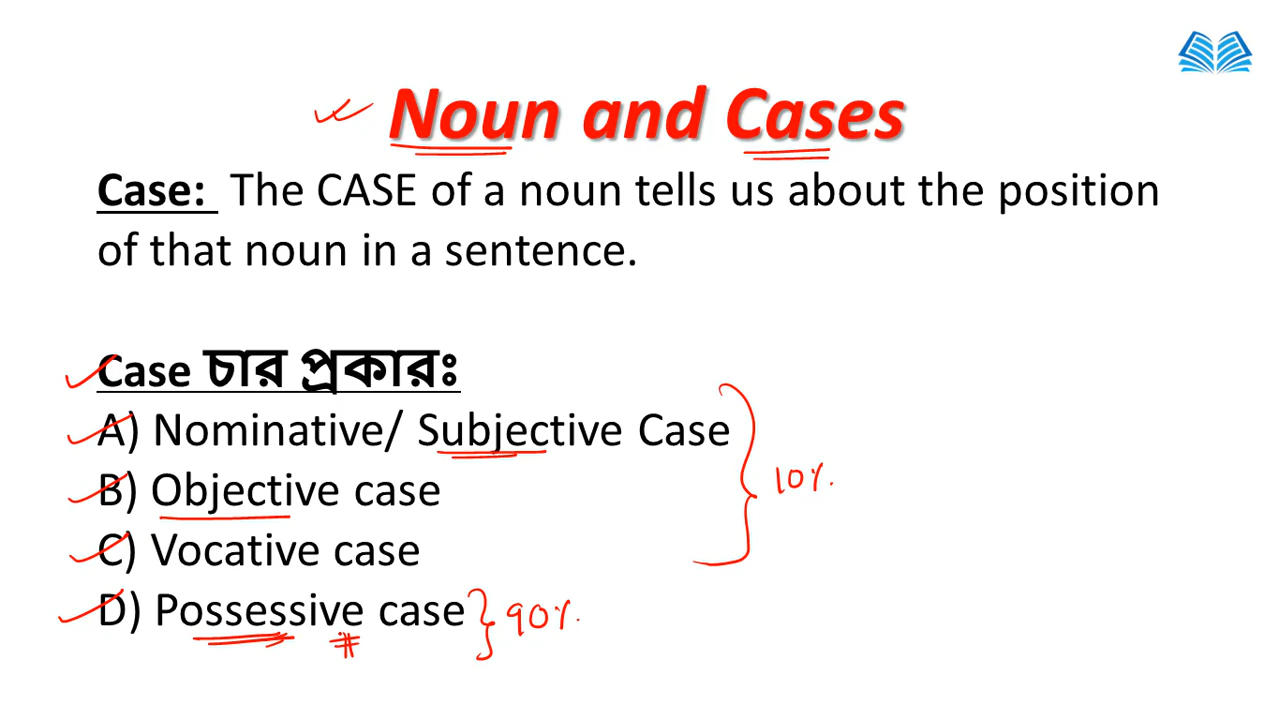 Noun and Cases
Case: The CASE of a noun tells us about the position
of that noun in a sentence.
Case চার প্রকারঃ
A) Nominative/ Subjective Case
B) Objective case
10%
C) Vocative case
D) Possessive case
90%